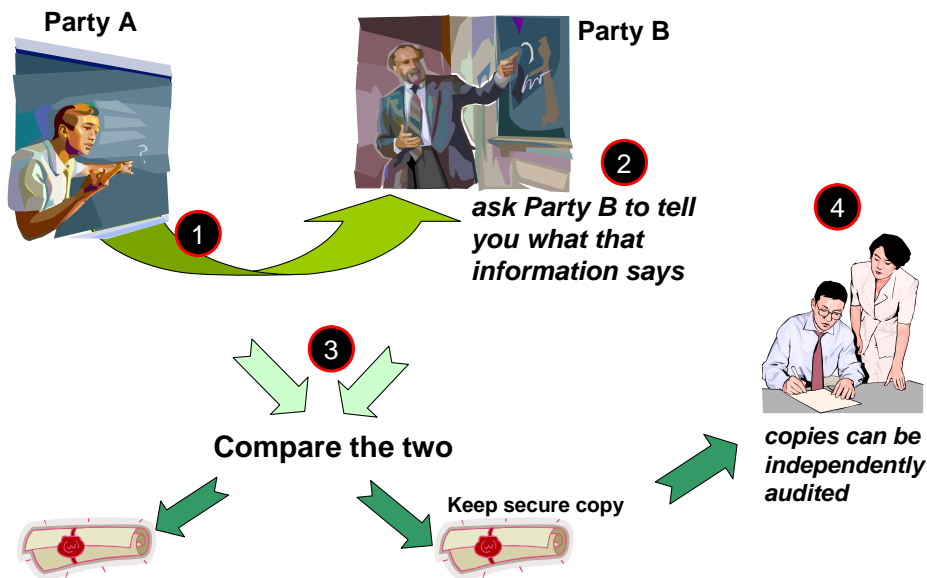 Party A
Party B
1
2
ask Party B to tell
you what that
information says
4
3
Compare the two
copies can be
independently
audited
Keep secure copy